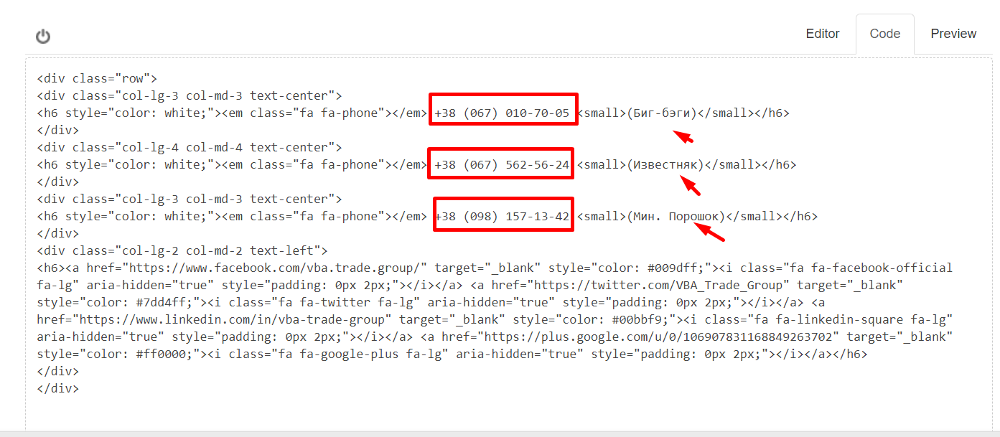 Editor Code Preview
<div class="row">
<div class="col-lg-3 col-md-3 text-center">
<h6 style="color: white;"><em class="fa fa-phone"></em> +38 (067) 010-70-05 <small>(Биг-бэги)</small></h6>
</div>
<div class="col-lg-4 col-md-4 text-center">
<h6 style="color: white;"><em class="fa fa-phone"></em> +38 (067) 562-56-24 <small>(Известняк)</small></h6>
</div>
<div class="col-lg-3 col-md-3 text-center">
<h6 style="color: white;"><em class="fa fa-phone"></em> +38 (098) 157-13-42 <small>(Мин. Порошок)</small></h6>
</div>
<div class="col-lg-2 col-md-2 text-left">
<h6><a href="https://www.facebook.com/vba.trade.group/" target="_blank" style="color: #009dff;"><i class="fa fa-facebook-official
fa-lg" aria-hidden="true" style="padding: 0px 2px;"></i></a> <a href="https://twitter.com/VBA_Trade_Group" target="_blank"
style="color: #7dd4ff;"><i class="fa fa-twitter fa-lg" aria-hidden="true" style="padding: 0px 2px;"></i></a> <a
href="https://www.linkedin.com/in/vba-trade-group" target="_blank" style="color: #00bbf9;"><i class="fa fa-linkedin-square fa-lg"
aria-hidden="true" style="padding: 0px 2px;"></i></a> <a href="https://plus.google.com/u/0/106907831168849263702" target="_blank"
style="color: #ff0000;"><i class="fa fa-google-plus fa-lg" aria-hidden="true" style="padding: 0px 2px;"></i></a></h6>
</div>
</div>